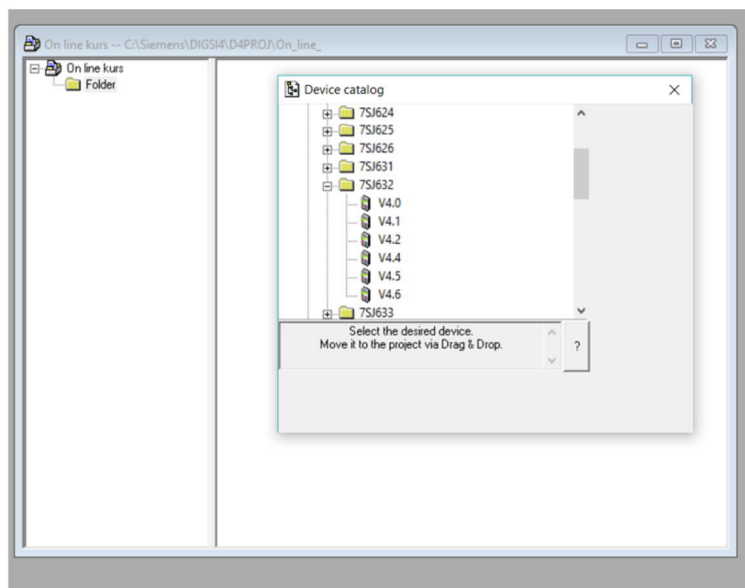 On line kurs -- C:\Siemens\DIGSI4\D4PROJ\On_line_
On line kurs
Folder
Device catalog
7SJ624
7SJ625
7SJ626
7SJ631
7SJ632
V4.0
V4.1
V4.2
V4.4
V4.5
V4.6
7SJ633
Select the desired device.
Move it to the project via Drag & Drop.
?